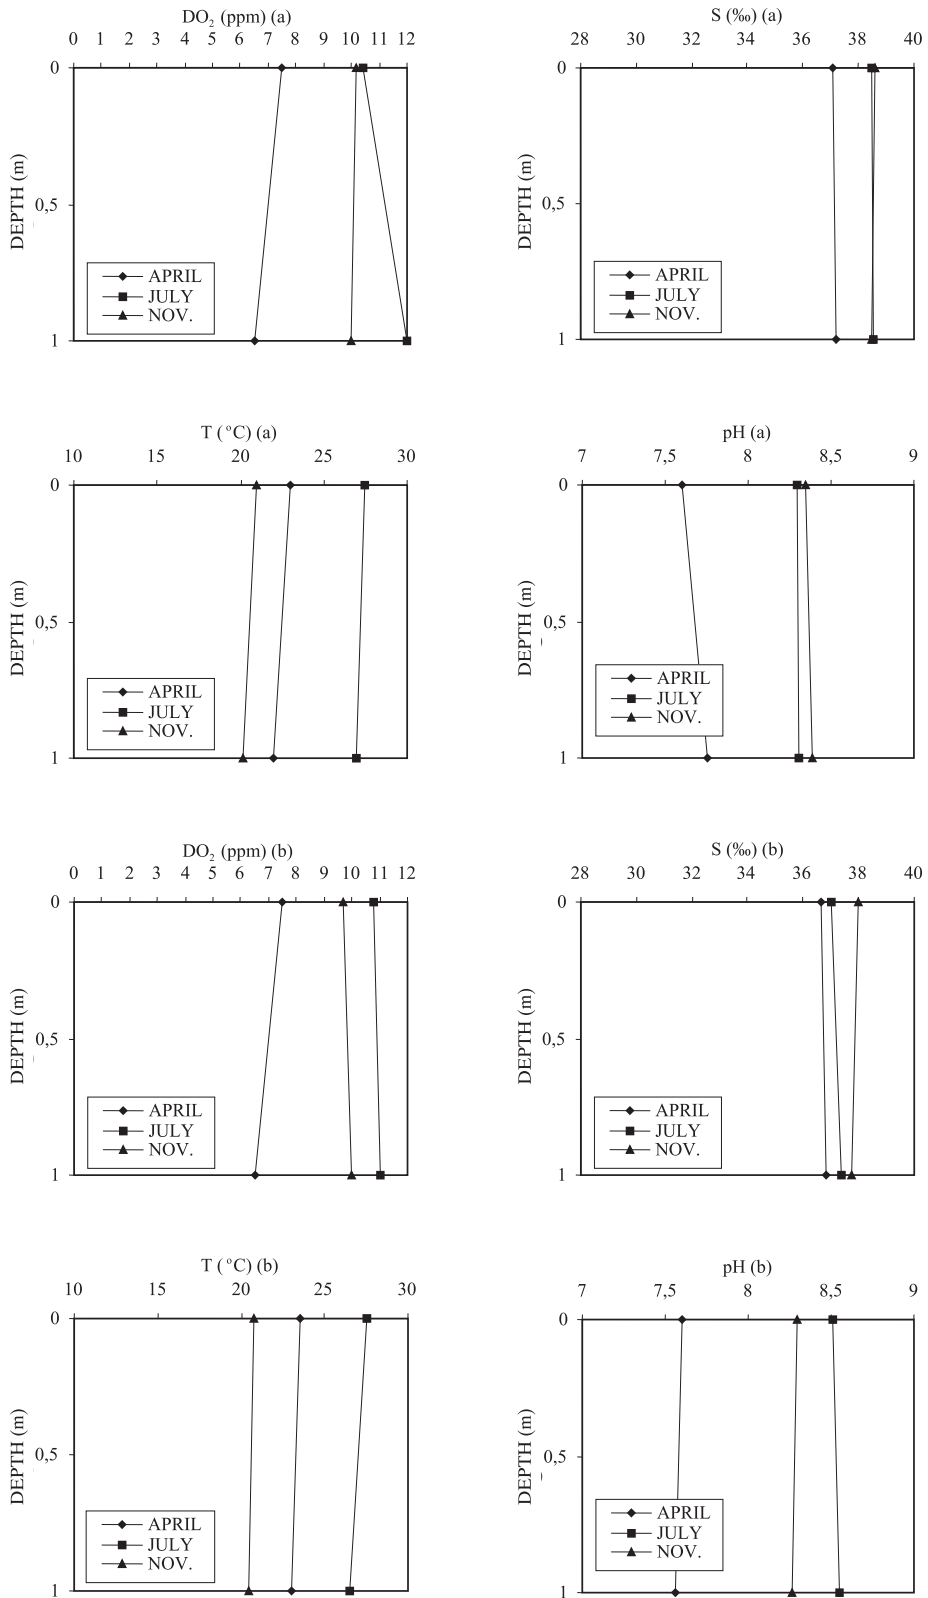 DO₂ (ppm) (a)
0 1 2 3 4 5 6 7 8 9 10 11 12
0
0,5
1
DEPTH (m)
APRIL
JULY
NOV.
S (‰) (a)
28 30 32 34 36 38 40
0
0,5
1
DEPTH (m)
APRIL
JULY
NOV.
T (°C) (a)
10 15 20 25 30
0
0,5
1
DEPTH (m)
APRIL
JULY
NOV.
pH (a)
7 7,5 8 8,5 9
0
0,5
1
DEPTH (m)
APRIL
JULY
NOV.
DO₂ (ppm) (b)
0 1 2 3 4 5 6 7 8 9 10 11 12
0
0,5
1
DEPTH (m)
APRIL
JULY
NOV.
S (‰) (b)
28 30 32 34 36 38 40
0
0,5
1
DEPTH (m)
APRIL
JULY
NOV.
T (°C) (b)
10 15 20 25 30
0
0,5
1
DEPTH (m)
APRIL
JULY
NOV.
pH (b)
7 7,5 8 8,5 9
0
0,5
1
DEPTH (m)
APRIL
JULY
NOV.